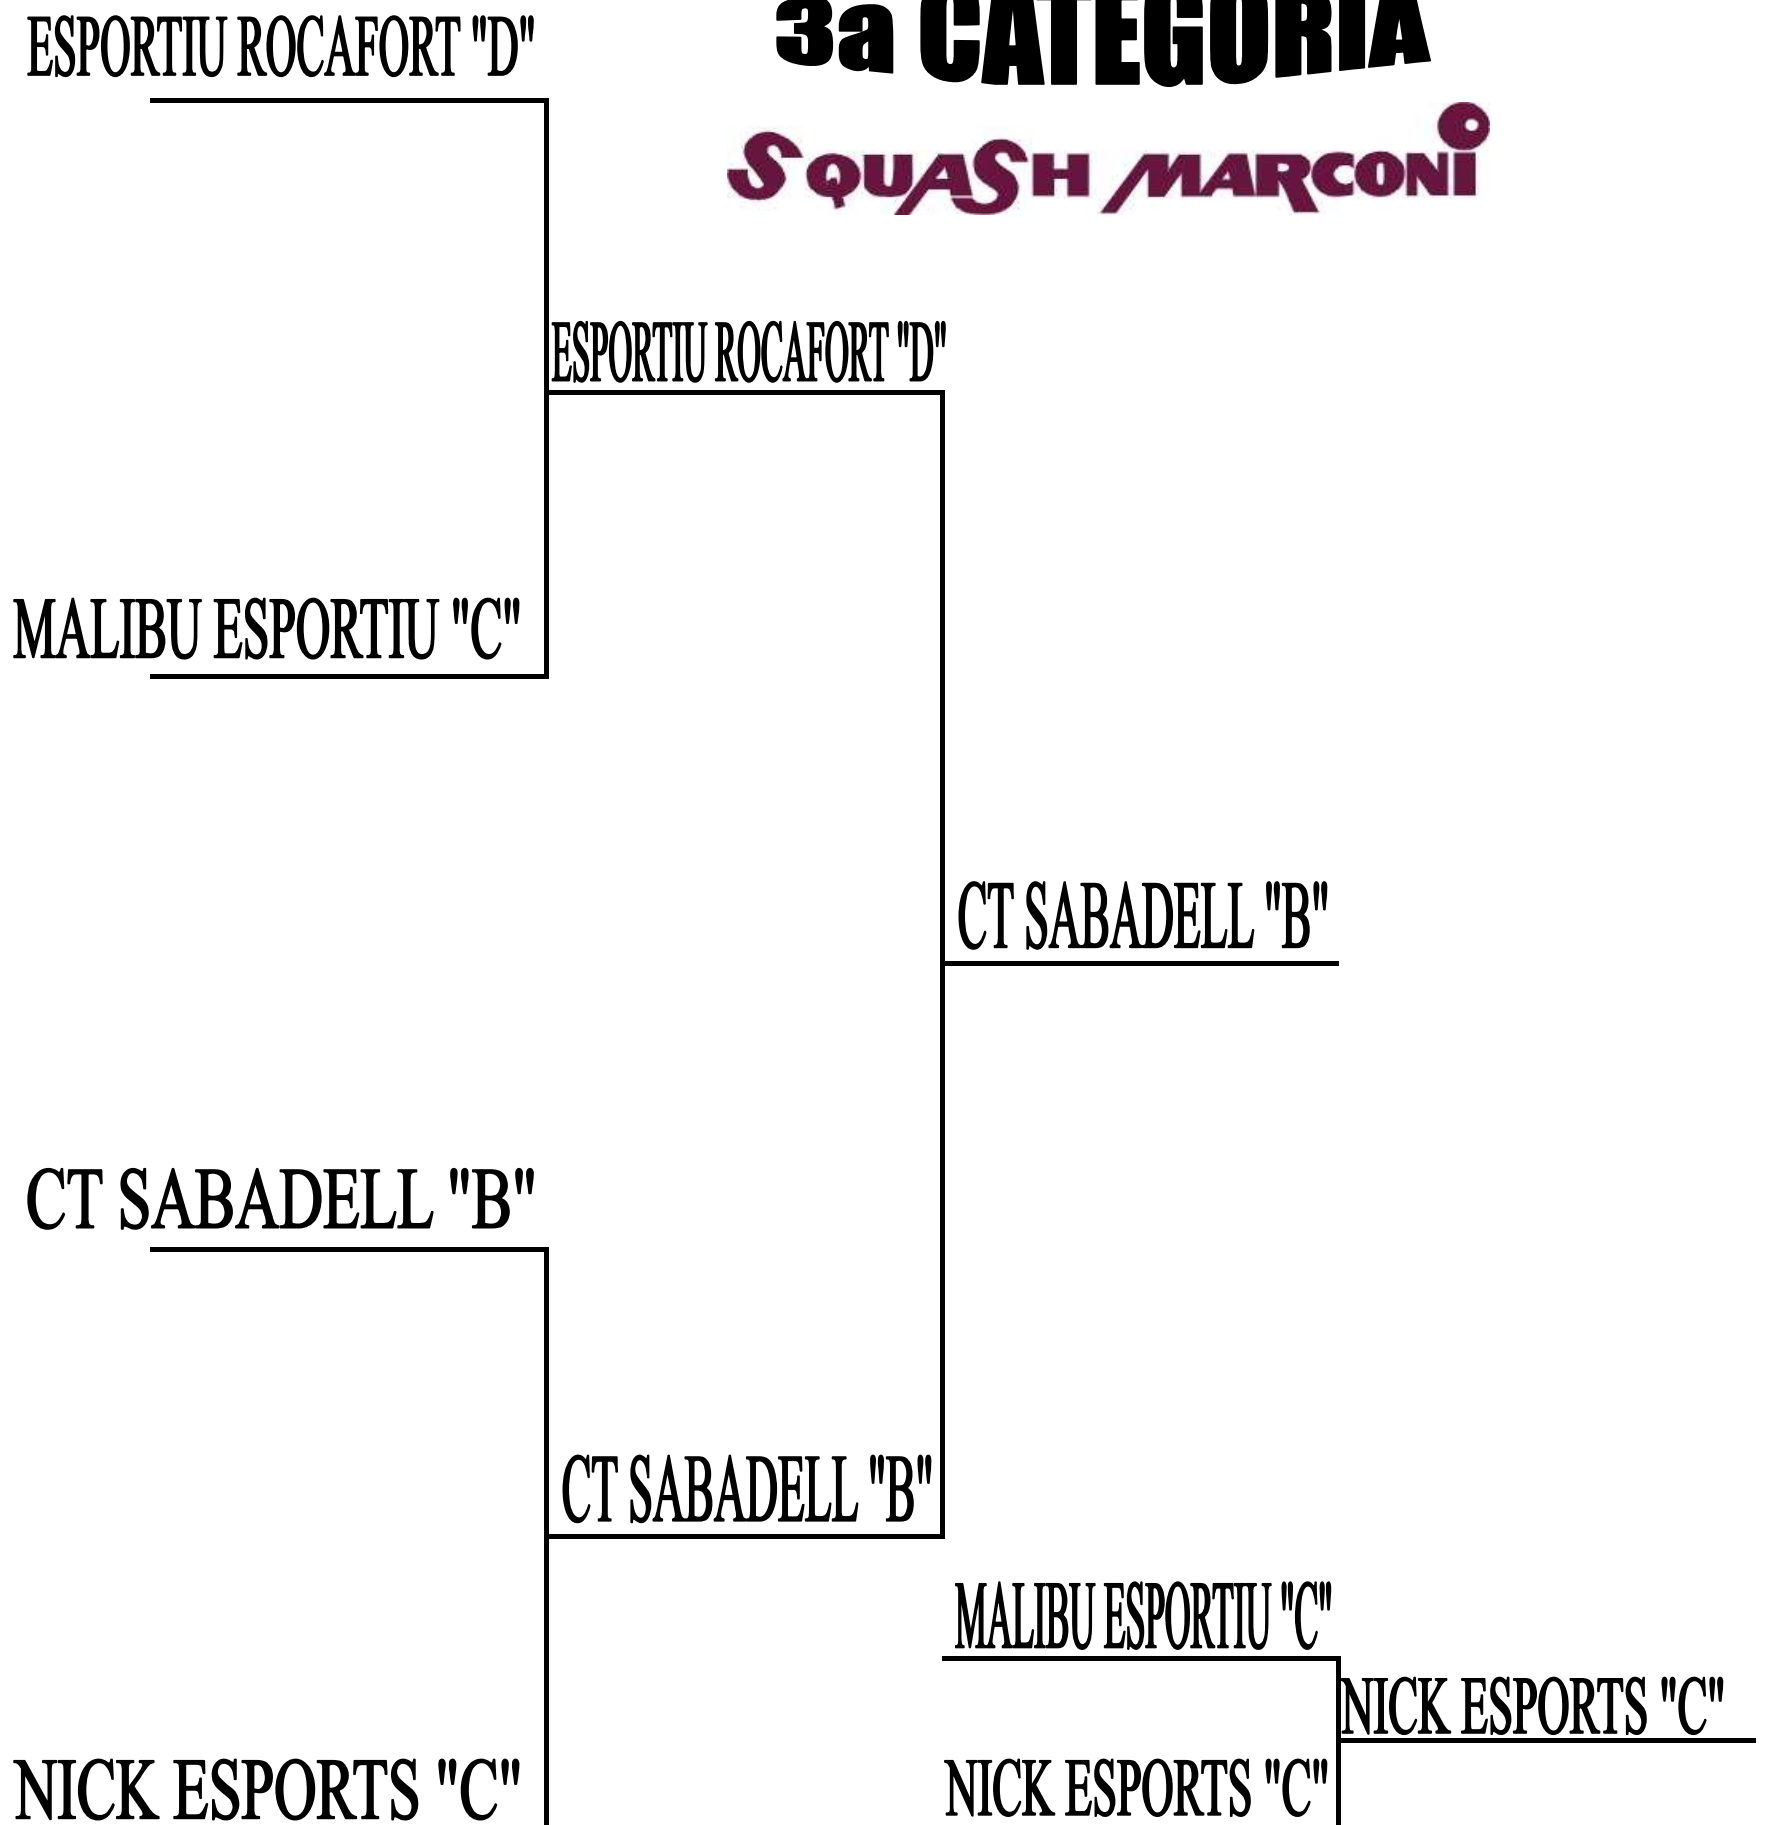 ESPORTIU ROCAFORT "D"
3a CATEGORIA
SQUASH MARCONI
ESPORTIU ROCAFORT "D"
MALIBU ESPORTIU "C"
CT SABADELL "B"
CT SABADELL "B"
CT SABADELL "B"
MALIBU ESPORTIU "C"
NICK ESPORTS "C"
NICK ESPORTS "C"
NICK ESPORTS "C"